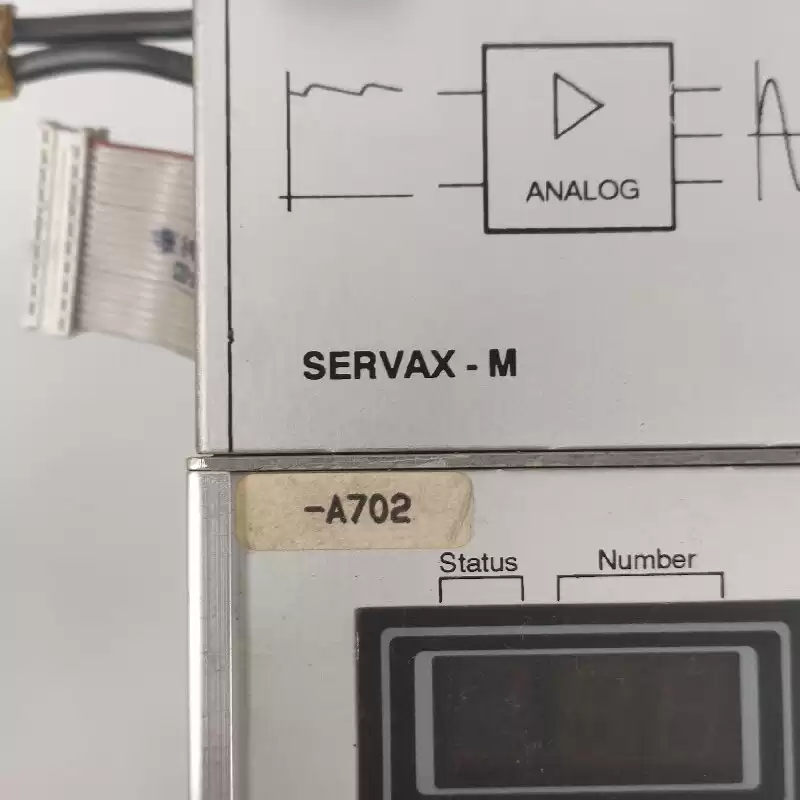 ANALOG
SERVAX - M
-A702
Status Number